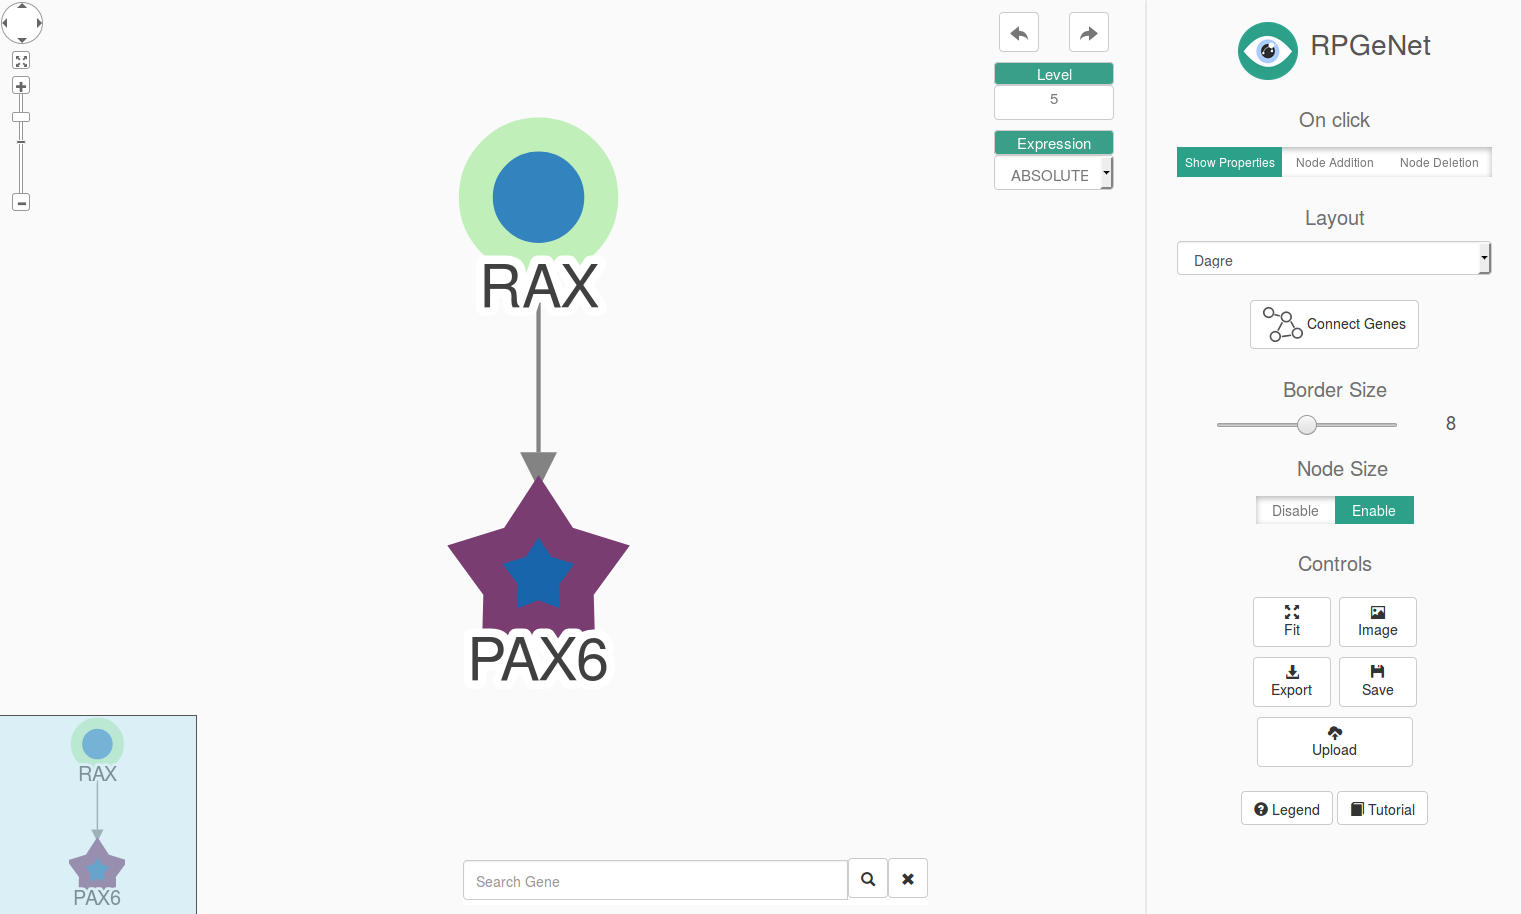 RPGeNet
Level
5
Expression
ABSOLUTE
On click
Show Properties Node Addition Node Deletion
Layout
Dagre
Connect Genes
Border Size
8
Node Size
Disable Enable
Controls
Fit Image
Export Save
Upload
Legend Tutorial
RAX
PAX6
RAX
PAX6
Search Gene